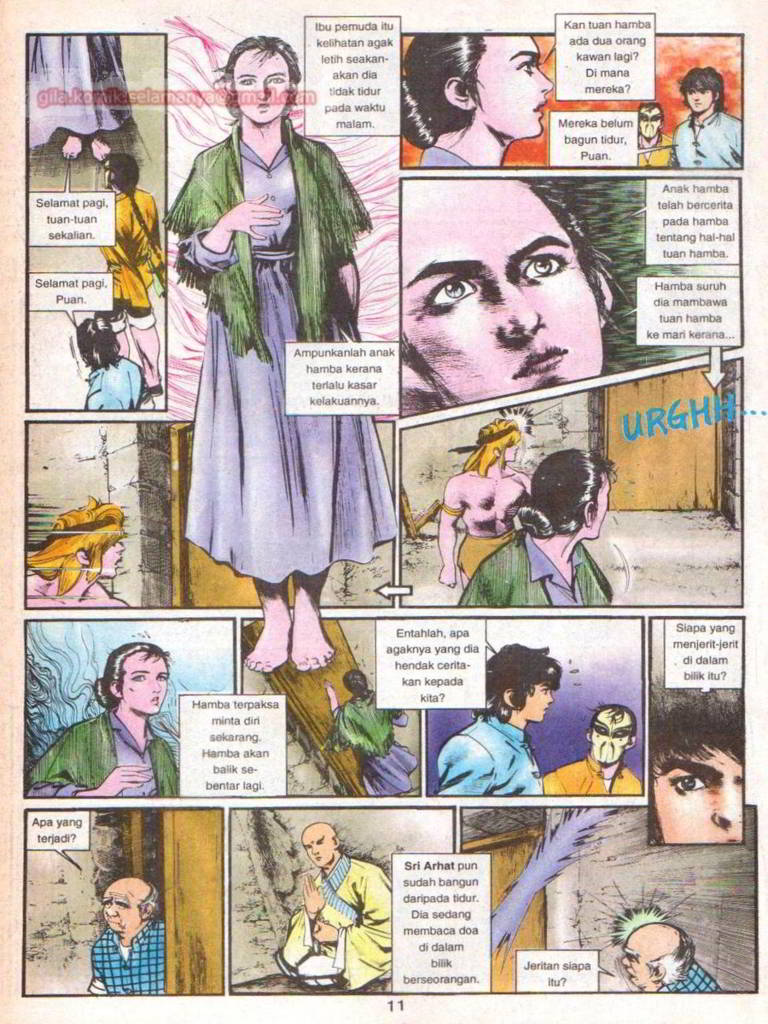 Ibu pemuda itu
kelihatan agak
letih seakan-
akan dia
tidak tidur
pada waktu
malam.
gila.komik.selamanya@gmail.com
Selamat pagi,
tuan-tuan
sekalian.
Selamat pagi,
Puan.
Ampunkanlah anak
hamba kerana
terlalu kasar
kelakuannya.
Kan tuan hamba
ada dua orang
kawan lagi?
Di mana
mereka?
Mereka belum
bagun tidur,
Puan.
Anak hamba
telah bercerita
pada hamba
tentang hal-hal
tuan hamba.
Hamba suruh
dia mambawa
tuan hamba
ke mari kerana...
URGHH...
Hamba terpaksa
minta diri
sekarang.
Hamba akan
balik se-
bentar lagi.
Entahlah, apa
agaknya yang dia
hendak cerita-
kan kepada
kita?
Siapa yang
menjerit-jerit
di dalam
bilik itu?
Apa yang
terjadi?
Sri Arhat pun
sudah bangun
daripada tidur.
Dia sedang
membaca doa
di dalam
bilik
berseorangan.
Jeritan siapa
itu?
11